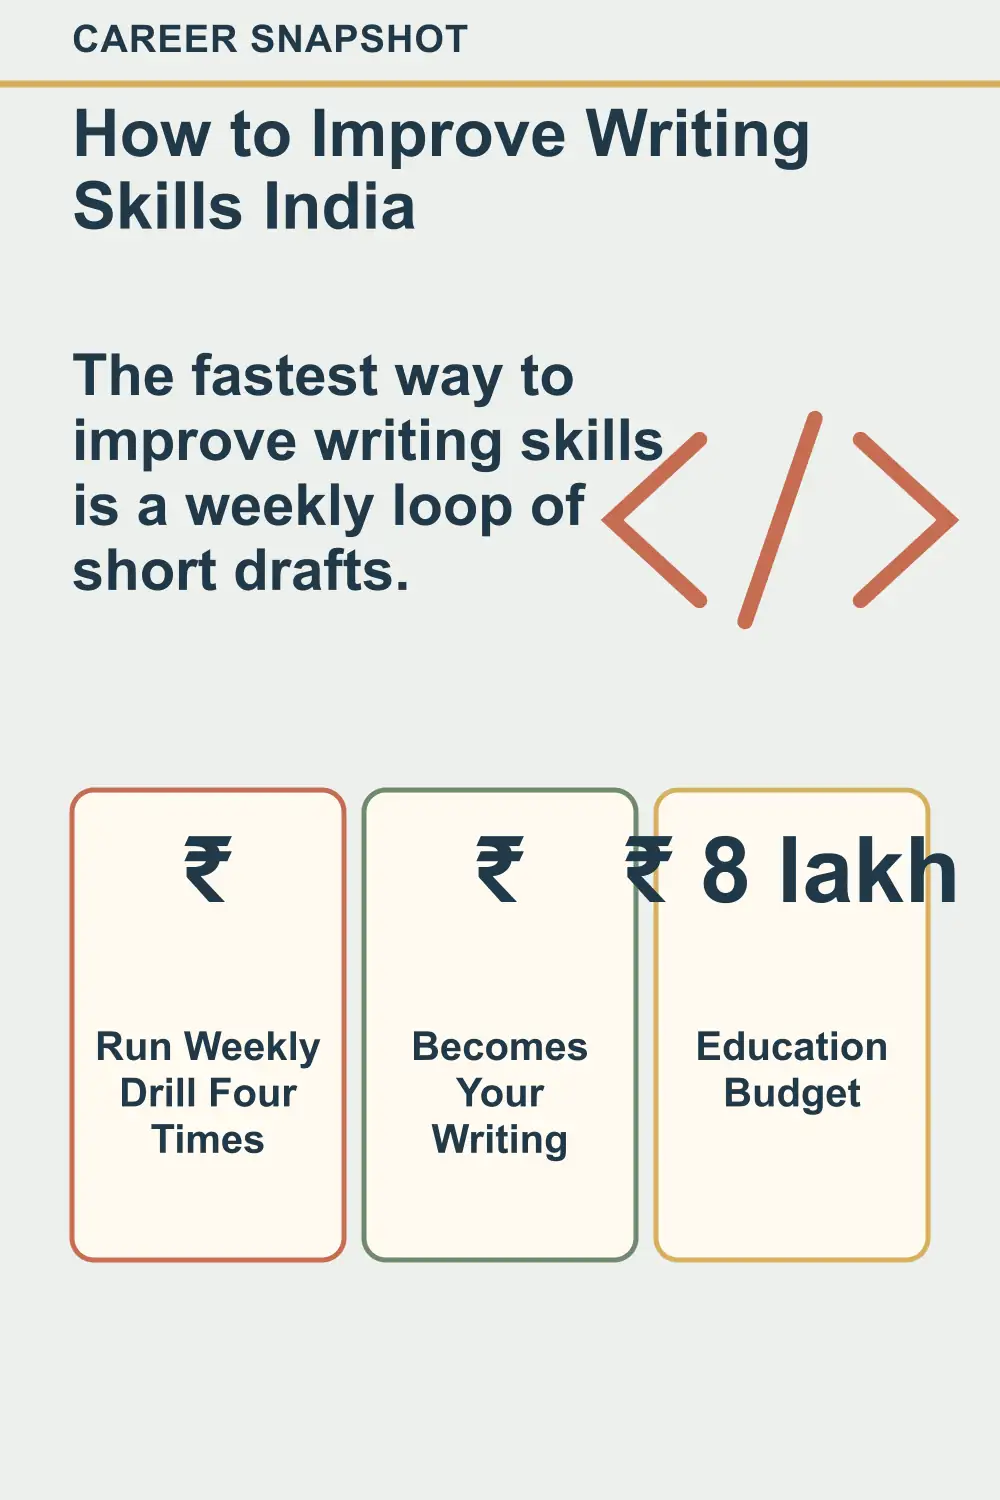 CAREER SNAPSHOT
How to Improve Writing
Skills India
The fastest way to
improve writing skills
is a weekly loop of
short drafts.
</>
₹
Run Weekly
Drill Four
Times
₹
Becomes
Your
Writing
₹ 8 lakh
Education
Budget